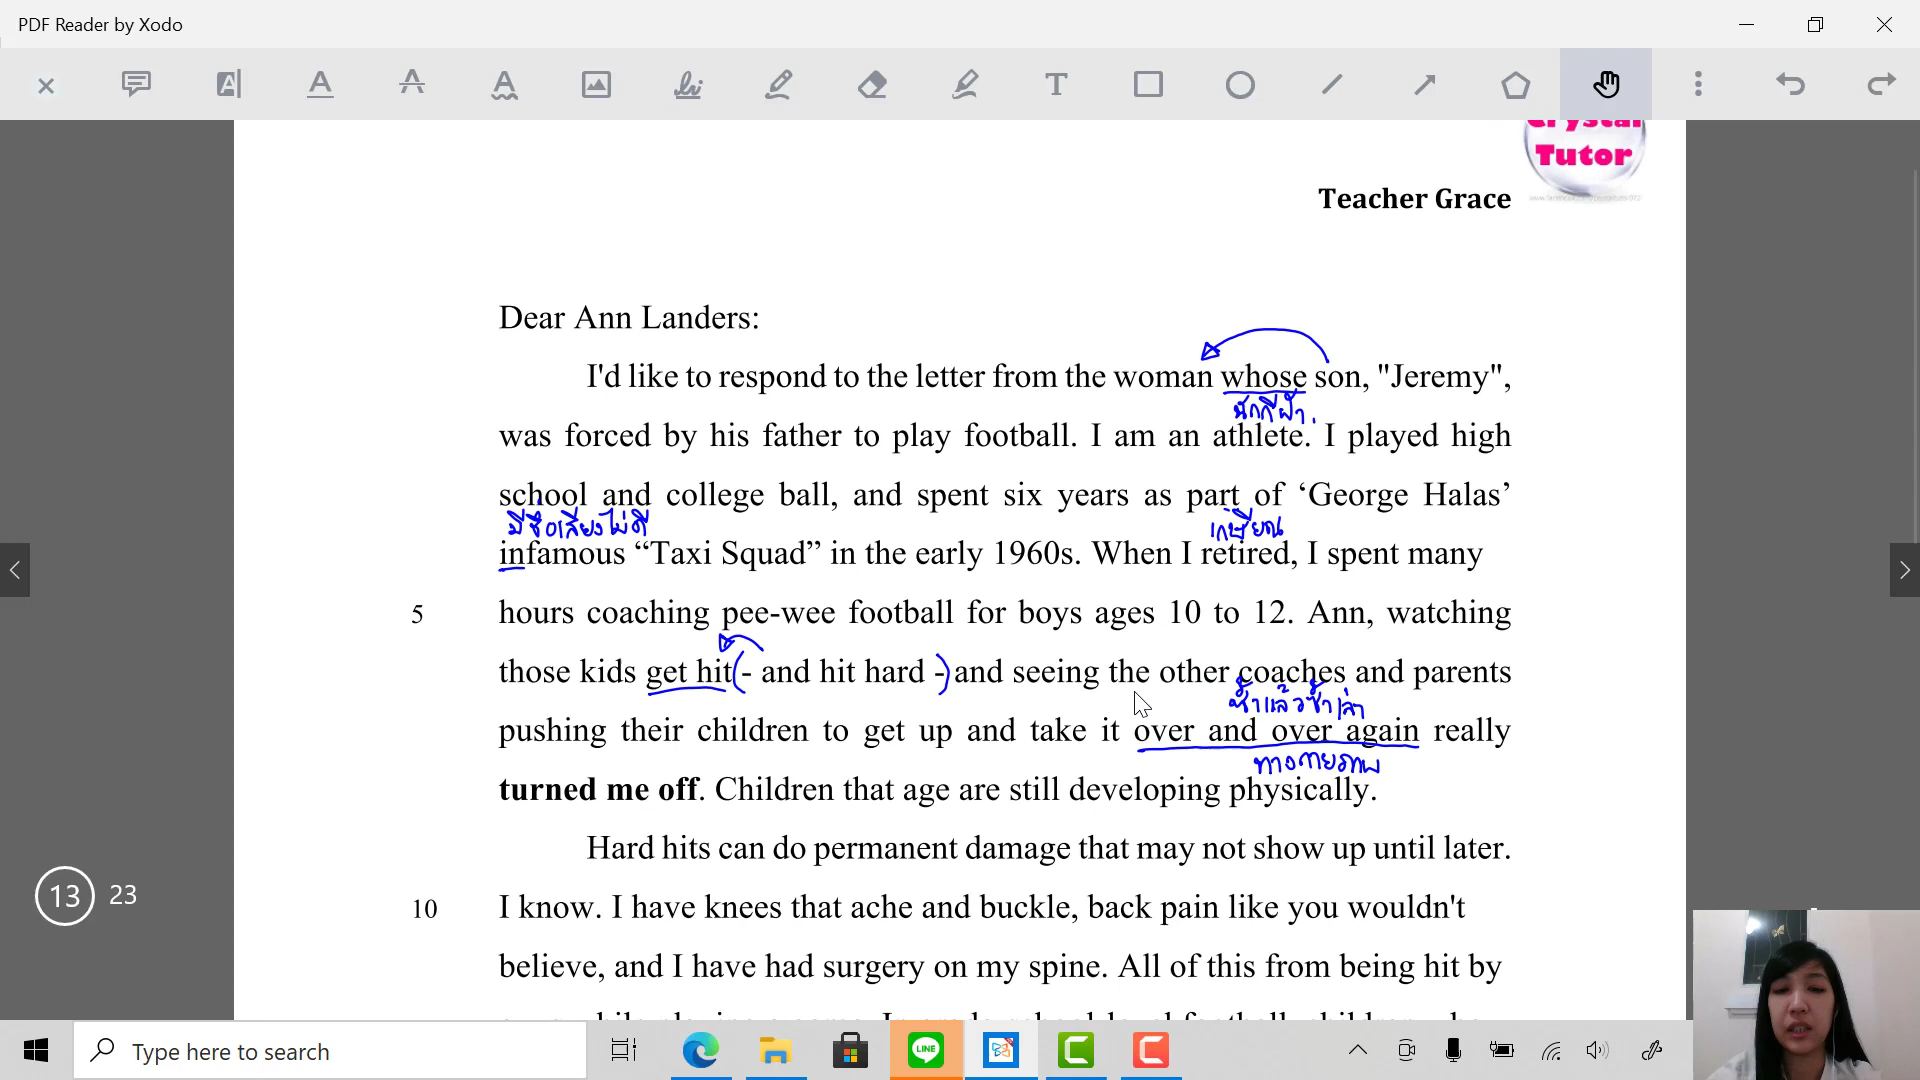 PDF Reader by Xodo
Crystal
Tutor
Teacher Grace
Dear Ann Landers:
I'd like to respond to the letter from the woman whose son, "Jeremy",
นักกีฬา
was forced by his father to play football. I am an athlete. I played high
school and college ball, and spent six years as part of ‘George Halas’
มีชื่อเสียงไม่ดี
เกษียณ
infamous “Taxi Squad” in the early 1960s. When I retired, I spent many
5 hours coaching pee-wee football for boys ages 10 to 12. Ann, watching
those kids get hit (- and hit hard -) and seeing the other coaches and parents
ซ้ำแล้วซ้ำเล่า
pushing their children to get up and take it over and over again really
ทางกายภาพ
turned me off. Children that age are still developing physically.
Hard hits can do permanent damage that may not show up until later.
10 I know. I have knees that ache and buckle, back pain like you wouldn't
believe, and I have had surgery on my spine. All of this from being hit by
13 23
Type here to search
LINE